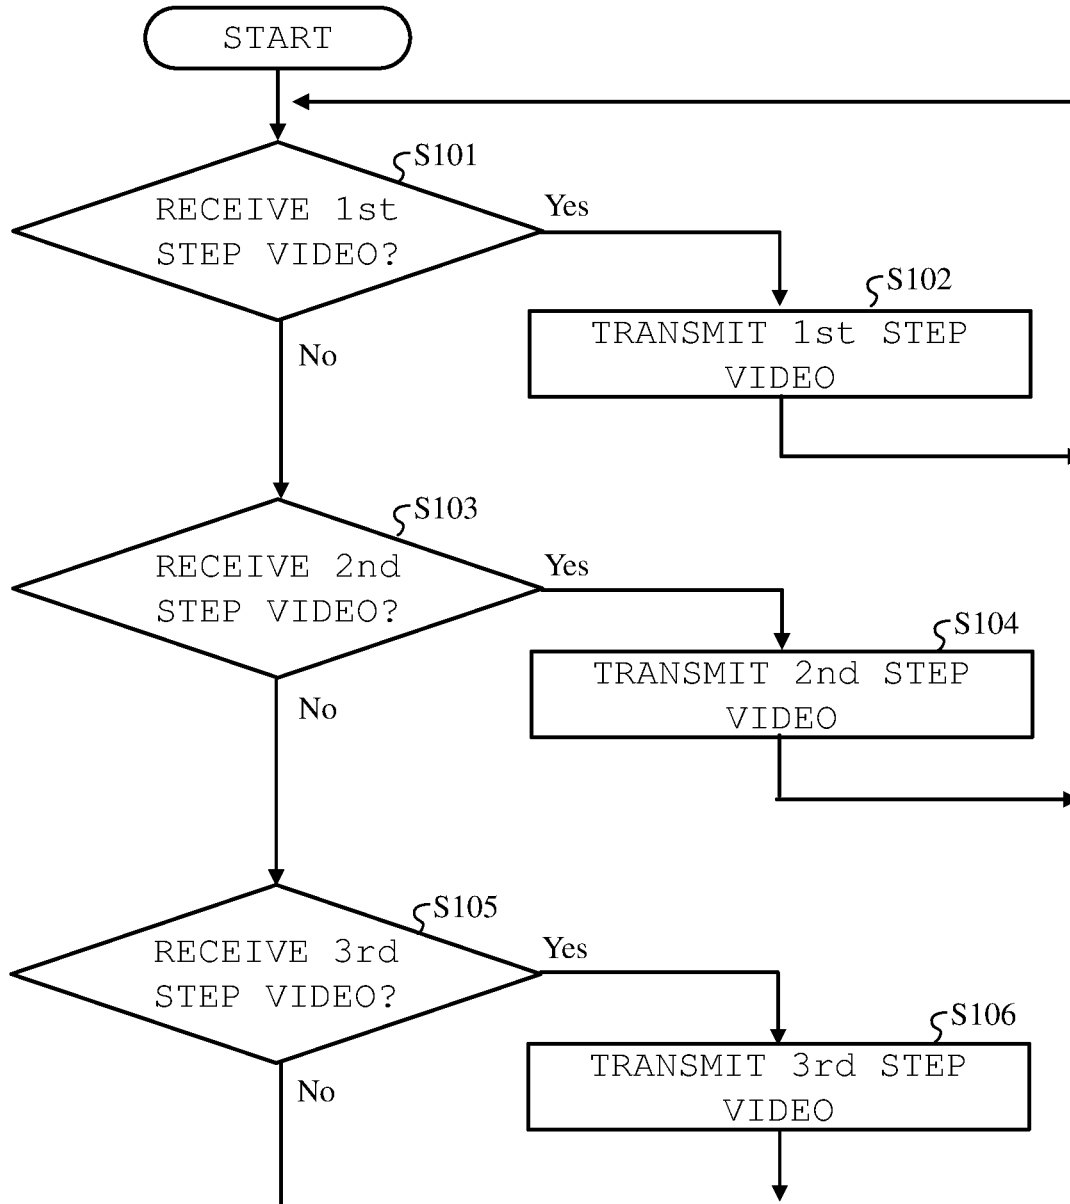 START
S101
RECEIVE 1st
STEP VIDEO?
Yes
S102
TRANSMIT 1st STEP
VIDEO
No
S103
RECEIVE 2nd
STEP VIDEO?
Yes
S104
TRANSMIT 2nd STEP
VIDEO
No
S105
RECEIVE 3rd
STEP VIDEO?
Yes
S106
TRANSMIT 3rd STEP
VIDEO
No